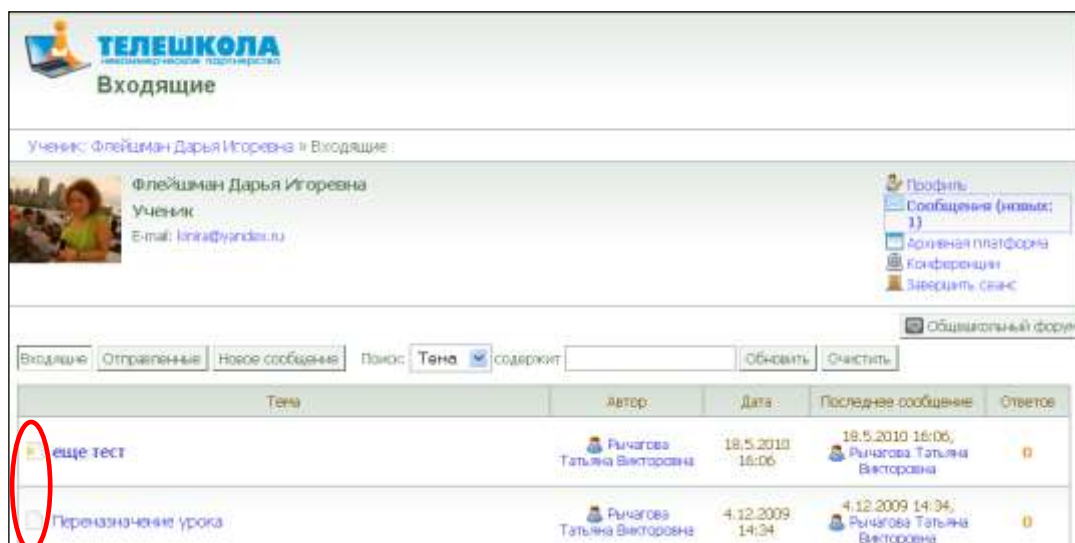 ТЕЛЕШКОЛА
некоммерческое партнерство
Входящие
Ученик: Флейшман Дарья Игоревна » Входящие
Флейшман Дарья Игоревна
Ученик
E-mail: kinira@yandex.ru
Профиль
Сообщения (новых:
1)
Архивная платформа
Конференции
Завершить сеанс
Общешкольный форум
Входящие Отправленные Новое сообщение Поиск: Тема содержит Обновить Очистить
Тема Автор Дата Последнее сообщение Ответов
еще тест
Рычагова
Татьяна Викторовна
18.5.2010
16:06
18.5.2010 16:06,
Рычагова Татьяна
Викторовна
0
Переназначение урока
Рычагова
Татьяна Викторовна
4.12.2009
14:34
4.12.2009 14:34,
Рычагова Татьяна
Викторовна
0